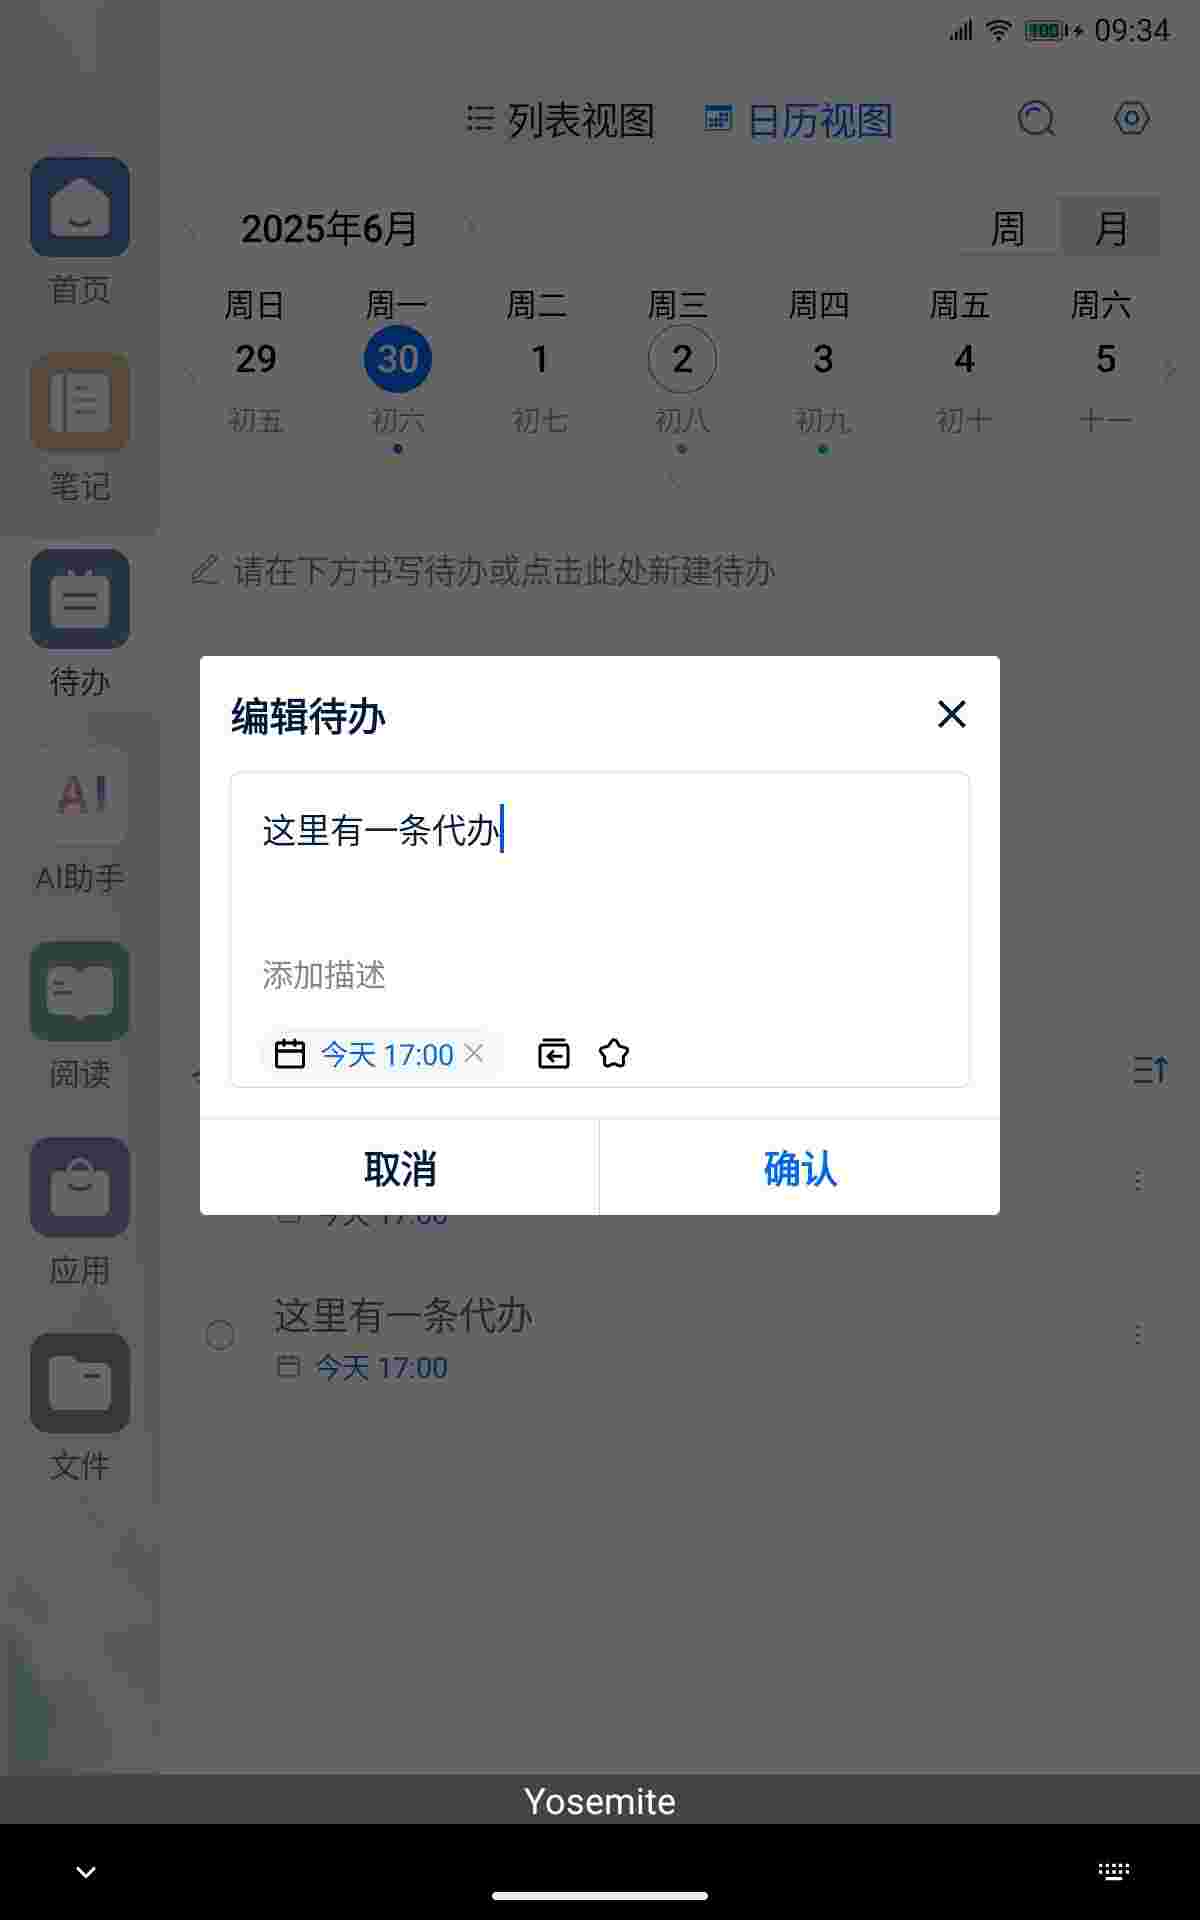 100 09:34
列表视图 日历视图
2025年6月 周 月
周日 周一 周二 周三 周四 周五 周六
29 30 1 2 3 4 5
初五 初六 初七 初八 初九 初十 十一
请在下方书写待办或点击此处新建待办
首页
笔记
待办
AI
AI助手
阅读
应用
文件
编辑待办
这里有一条代办
添加描述
今天 17:00
取消 确认
今天 17:00
这里有一条代办
今天 17:00
Yosemite